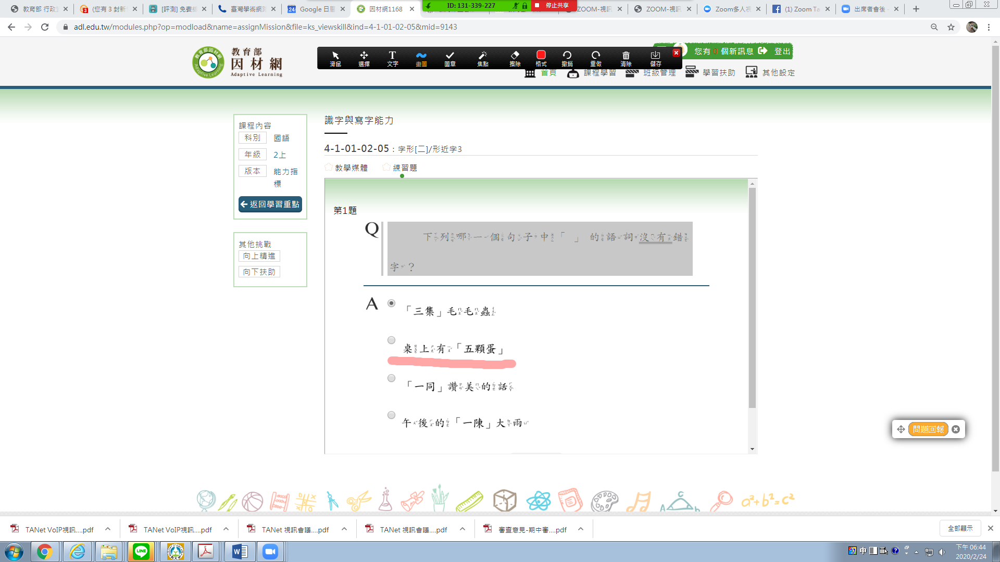 教育部 行政
(您有 3 封新
[評測] 免費
臺灣學術網
Google 日
因材網1168
ID: 131-339-227
停止共享
ZOOM-視訊
ZOOM-視訊
Zoom多人視
(1) Zoom Ta
出席者會後
adl.edu.tw/modules.php?op=modload&name=assignMission&file=ks_viewskill&ind=4-1-01-02-05&mid=9143
教育部
因材網
Adaptive Learning
滑鼠 選擇 文字 畫圖 圖章 焦點 擦除 格式 撤銷 重做 清除 儲存
您有 0 個新訊息 登出
首頁 課程學習 班級管理 學習扶助 其他設定
課程內容
科別 國語
年級 2上
版本 能力指
標
返回學習重點
其他挑戰
向上精進
向下扶助
識字與寫字能力
4-1-01-02-05 : 字形[二]/形近字3
教學媒體 練習題
第1題
Q
下列哪一個句子中「 」 的語詞沒有錯
字?
A
「三集」毛毛蟲
桌上有「五顆蛋」
「一同」讚美的話
午後的「一陳」大雨
問題回報
a²+b²=c²
TANet VoIP視訊....pdf
TANet VoIP視訊....pdf
TANet 視訊會議....pdf
TANet 視訊會議....pdf
審查意見-期中審....pdf
全部顯示
LINE
中
下午 06:44
2020/2/24